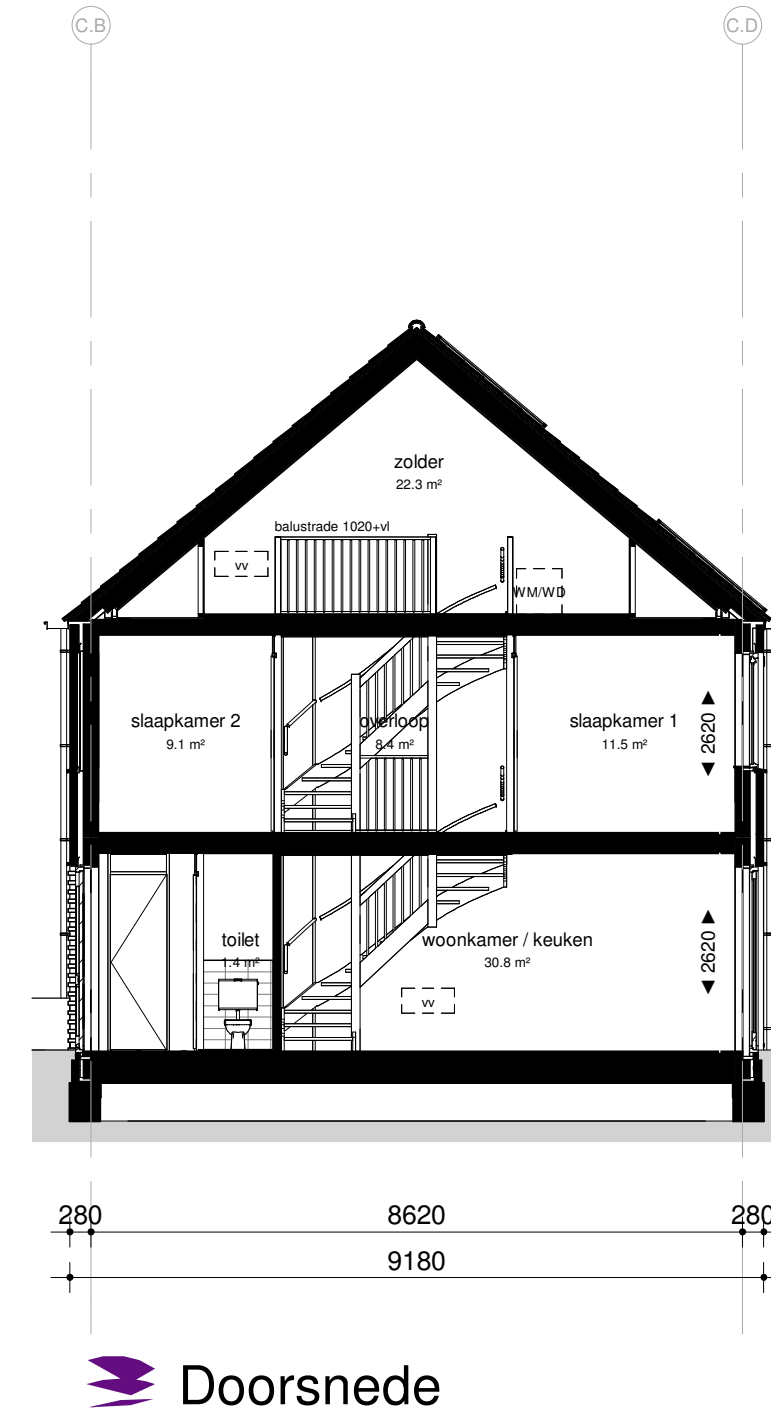 C.B
C.D
zolder
22.3 m²
balustrade 1020+vl
vv
WM/WD
slaapkamer 2
9.1 m²
overloop
8.4 m²
slaapkamer 1
11.5 m²
◄ 2620 ►
toilet
1.4 m²
woonkamer / keuken
30.8 m²
vv
◄ 2620 ►
280
8620
280
9180
Doorsnede